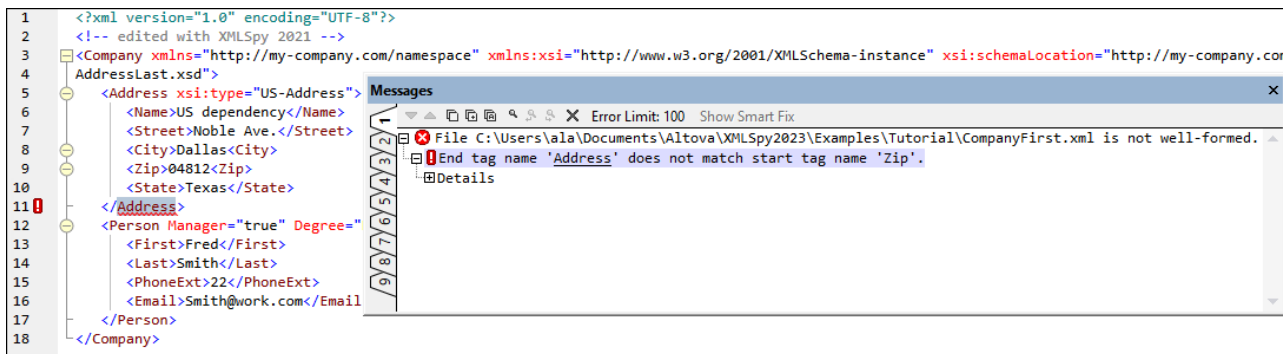 1 <?xml version="1.0" encoding="UTF-8"?>
2 <!-- edited with XMLSpy 2021 -->
3 <Company xmlns="http://my-company.com/namespace" xmlns:xsi="http://www.w3.org/2001/XMLSchema-instance" xsi:schemaLocation="http://my-company.co
4 AddressLast.xsd">
5 <Address xsi:type="US-Address">
6 <Name>US dependency</Name>
7 <Street>Noble Ave.</Street>
8 <City>Dallas<City>
9 <Zip>04812<Zip>
10 <State>Texas</State>
11 </Address>
12 <Person Manager="true" Degree="
13 <First>Fred</First>
14 <Last>Smith</Last>
15 <PhoneExt>22</PhoneExt>
16 <Email>Smith@work.com</Email
17 </Person>
18 </Company>
Messages
Error Limit: 100 Show Smart Fix
File C:\Users\ala\Documents\Altova\XMLSpy2023\Examples\Tutorial\CompanyFirst.xml is not well-formed.
End tag name 'Address' does not match start tag name 'Zip'.
Details
1
2
3
4
5
6
7
8
9